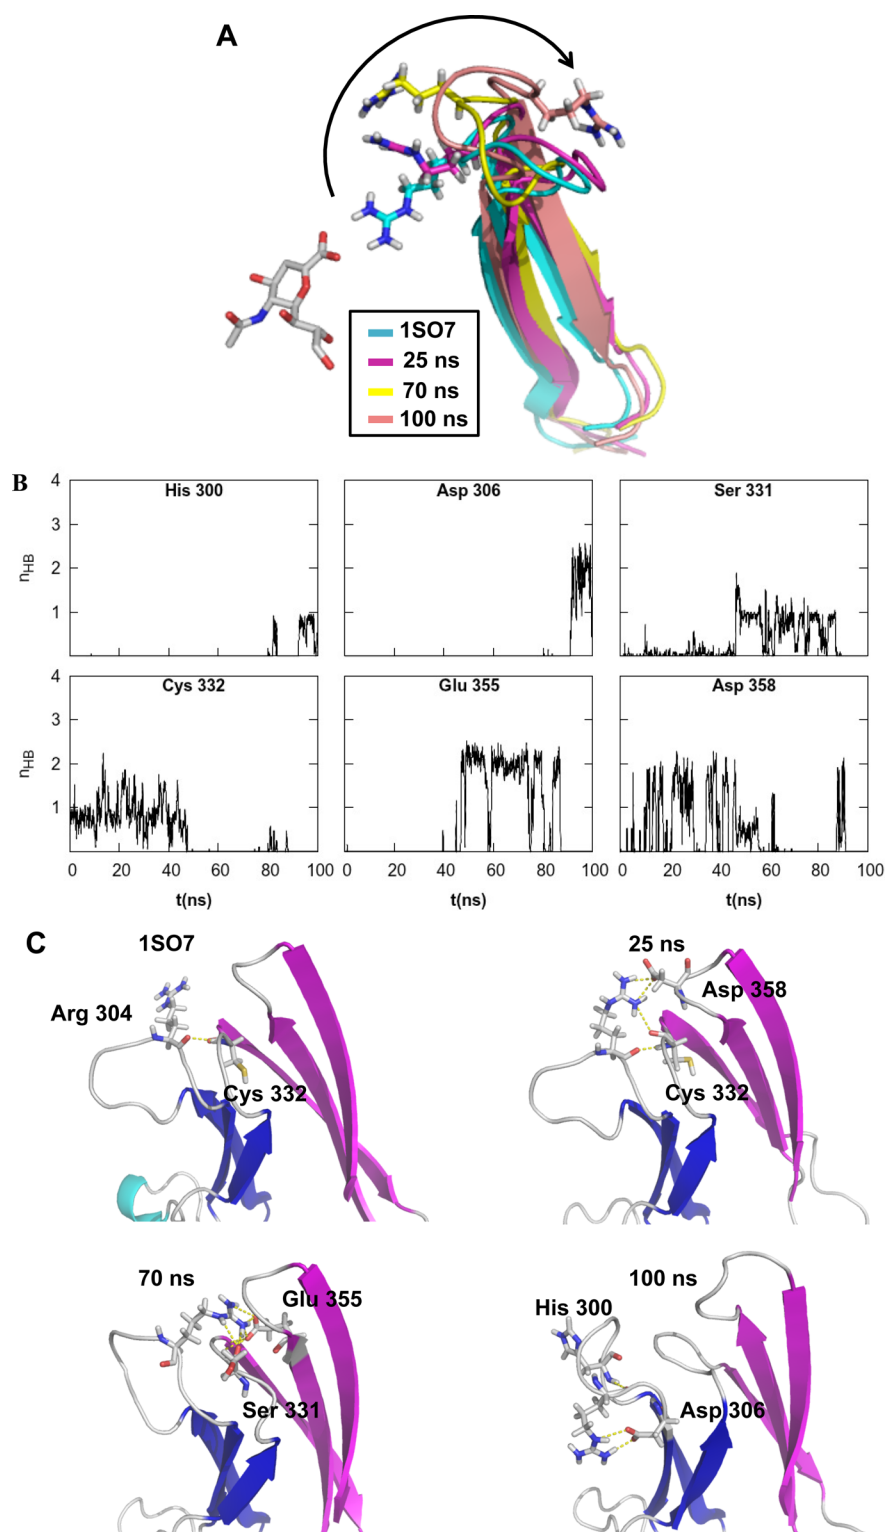 A
1SO7
25 ns
70 ns
100 ns
B
His 300
Asp 306
Ser 331
4
3
2
1
nHB
Cys 332
Glu 355
Asp 358
4
3
2
1
nHB
0 20 40 60 80 100
0 20 40 60 80 100
0 20 40 60 80 100
t(ns)
t(ns)
t(ns)
C
1SO7
Arg 304
Cys 332
25 ns
Asp 358
Cys 332
70 ns
Glu 355
Ser 331
100 ns
His 300
Asp 306